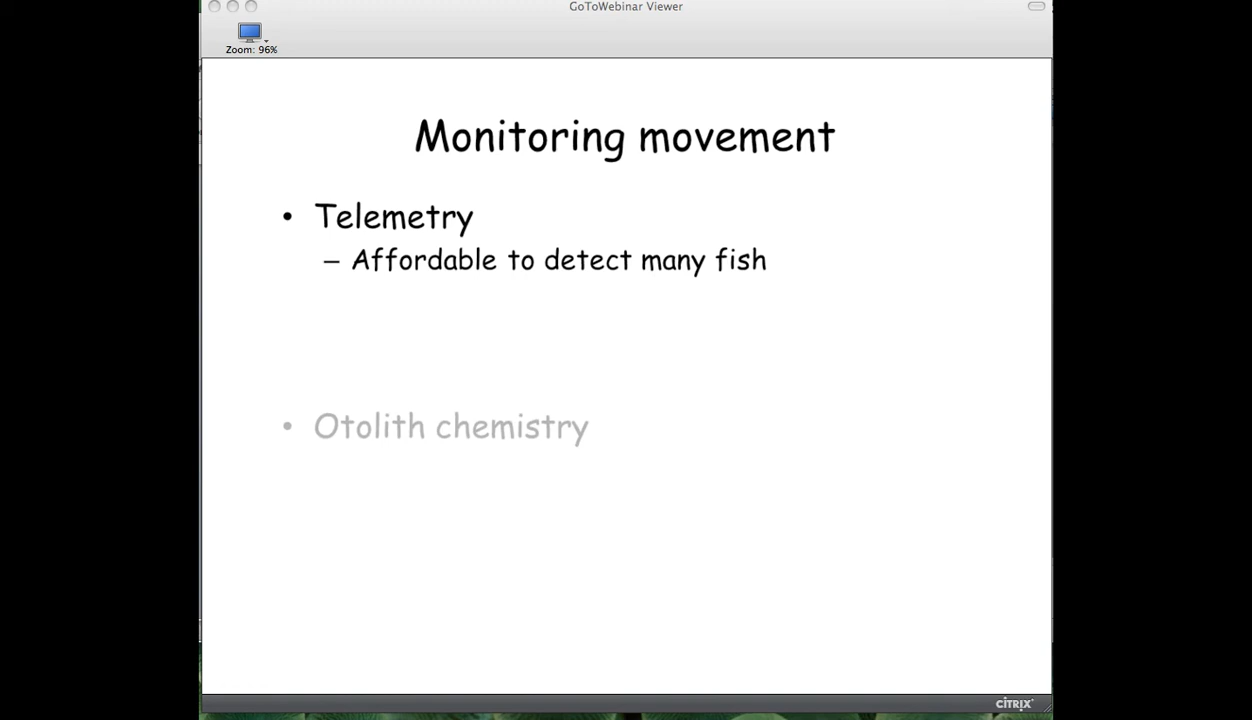 GoToWebinar Viewer
Zoom: 96%
Monitoring movement
• Telemetry
– Affordable to detect many fish
• Otolith chemistry
CITRIX